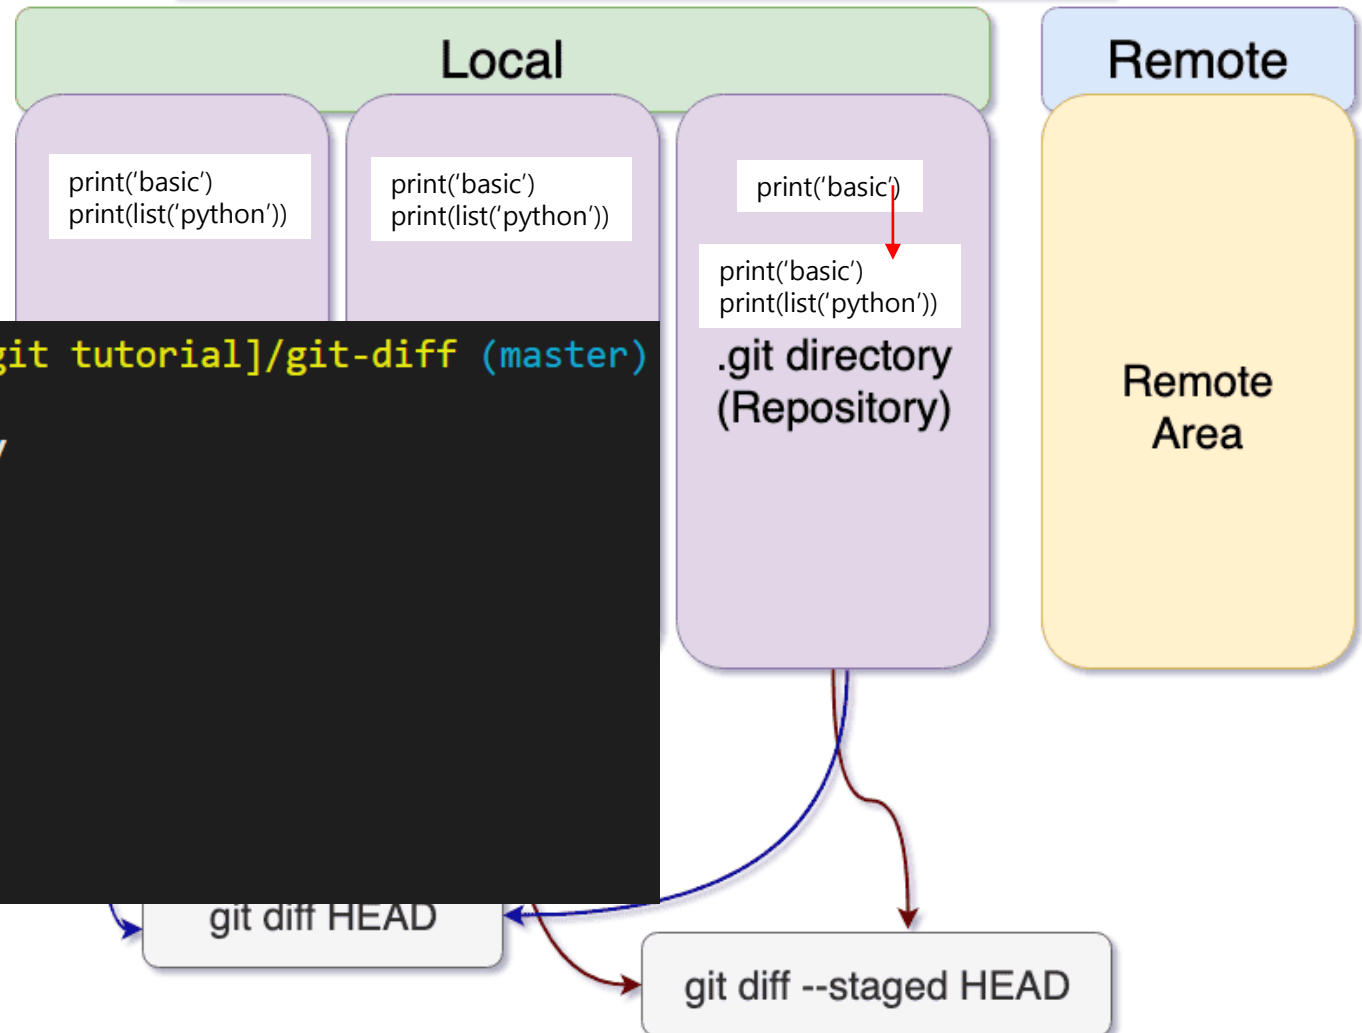 Local
Remote
print(‘basic’)
print(list(‘python’))
print(‘basic’)
print(list(‘python’))
print(‘basic’)
print(‘basic’)
print(list(‘python’))
.git directory
(Repository)
Remote
Area
git tutorial]/git-diff (master)
git diff HEAD
git diff --staged HEAD